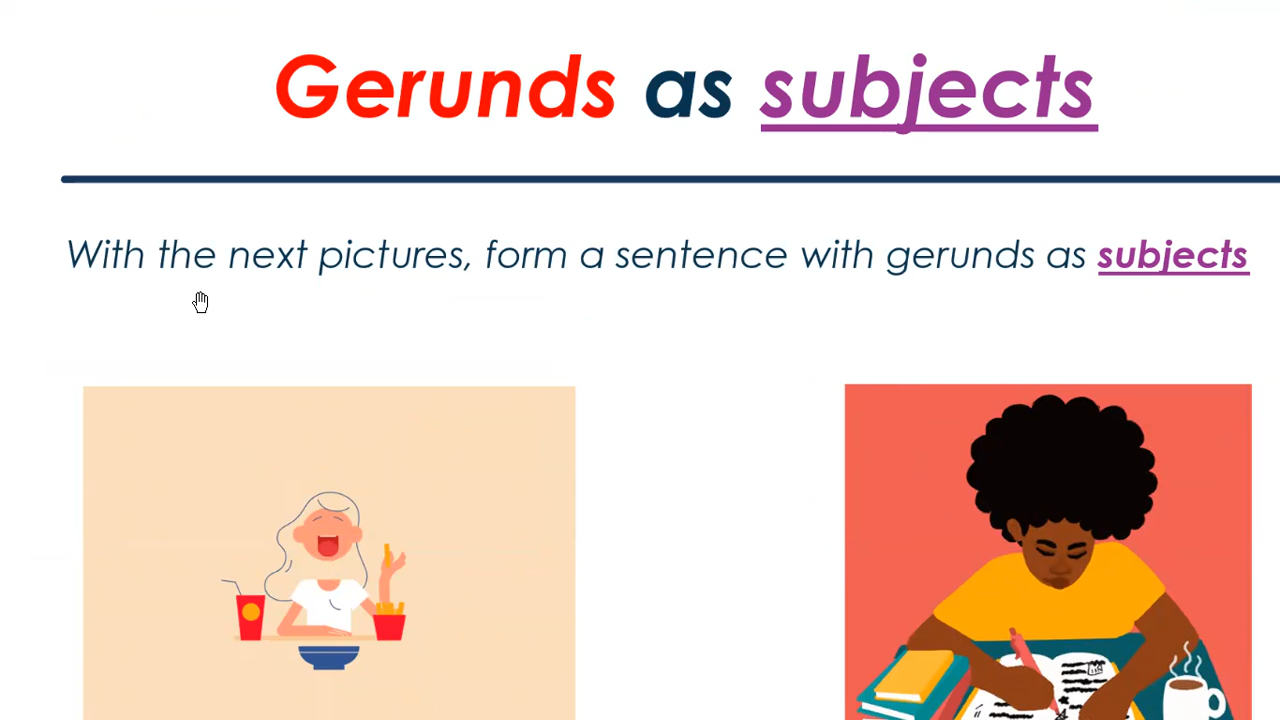 Gerunds as subjects
With the next pictures, form a sentence with gerunds as subjects